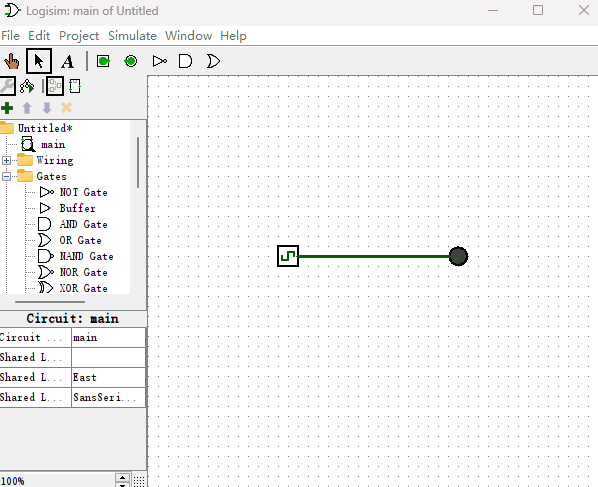 Logisim: main of Untitled
File Edit Project Simulate Window Help
A
Untitled*
main
Wiring
Gates
NOT Gate
Buffer
AND Gate
OR Gate
NAND Gate
NOR Gate
XOR Gate
Circuit: main
Circuit ... main
Shared L...
Shared L... East
Shared L... SansSeri...
100%